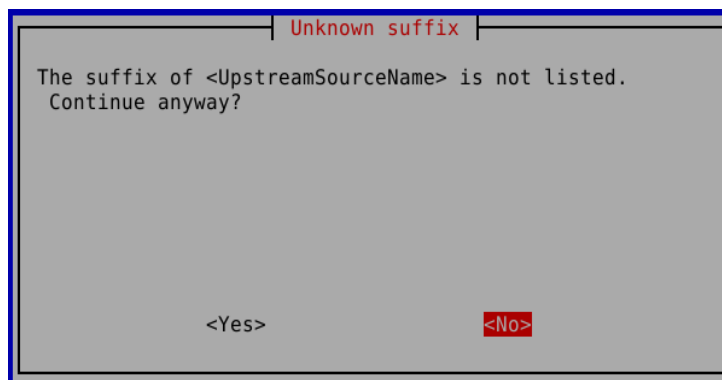 Unknown suffix
The suffix of <UpstreamSourceName> is not listed.
Continue anyway?
<Yes> <No>